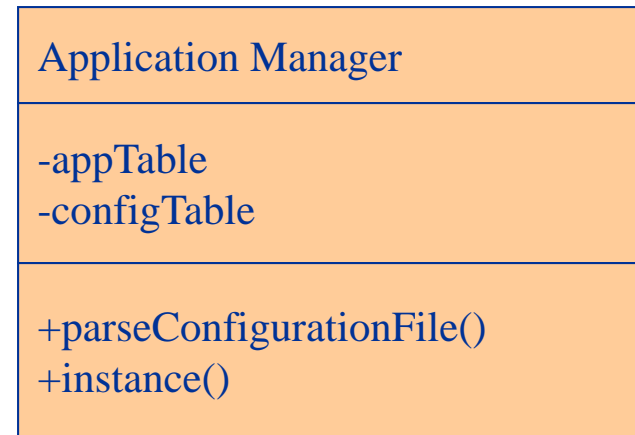 Application Manager
-appTable
-configTable
+parseConfigurationFile()
+instance()